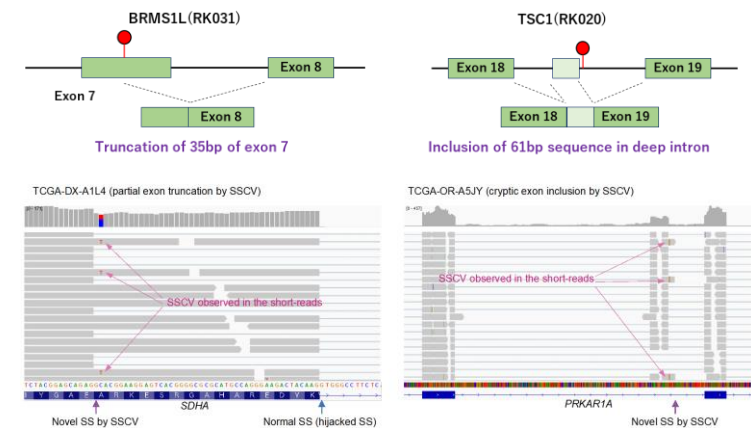 BRMS1L(RK031)
TSC1(RK020)
Exon 8
Exon 18
Exon 19
Exon 7
Exon 8
Exon 18
Exon 19
Truncation of 35bp of exon 7
Inclusion of 61bp sequence in deep intron
TCGA-DX-A1L4 (partial exon truncation by SSCV)
TCGA-OR-A5JY (cryptic exon inclusion by SSCV)
T
T
SSCV observed in the short-reads
SSCV observed in the short-reads
T
TCTACGGAGCAGAGGCACGGAAGGAGTCACGGGGCGCGCATGCCAGGGAAGACTACAAGGTGGGCCTTCTC
Y G A E A R K E S R G A H A R E D Y K
SDHA
PRKAR1A
Novel SS by SSCV
Normal SS (hijacked SS)
Novel SS by SSCV